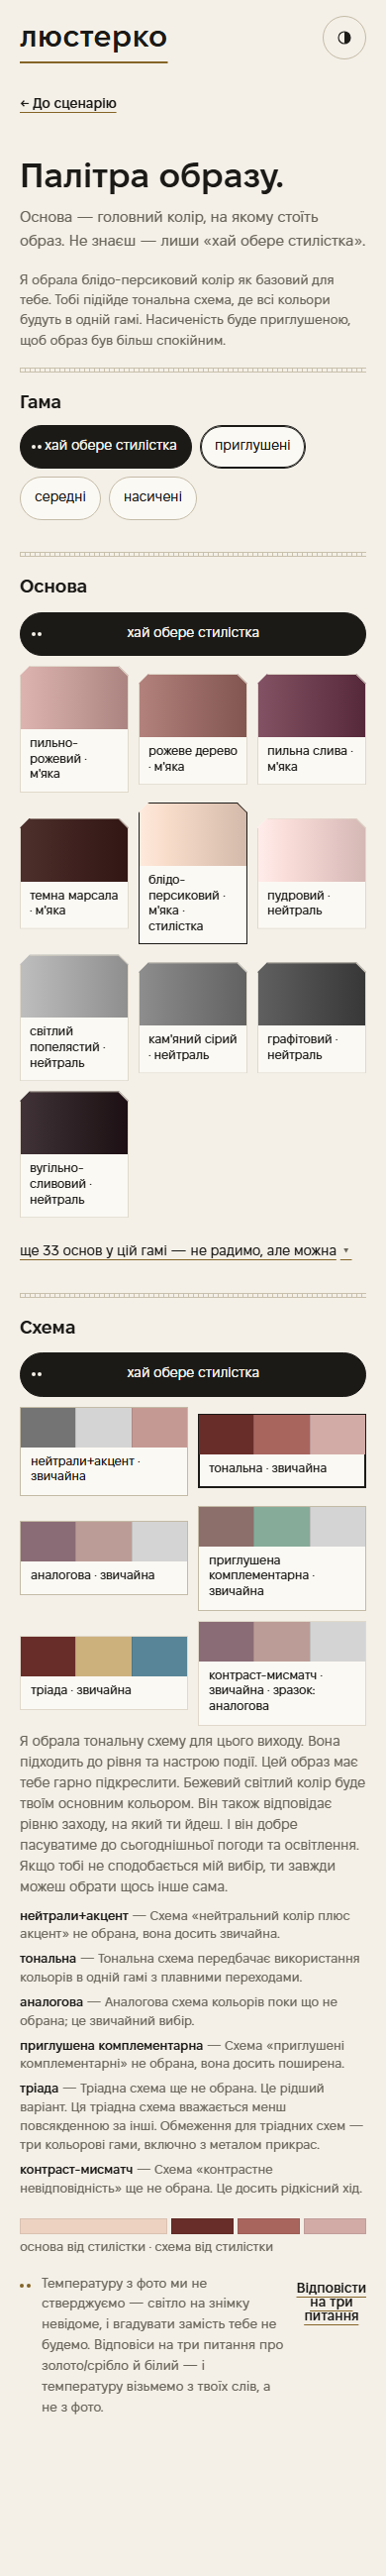 люстерко
← До сценарію
Палітра образу.
Основа — головний колір, на якому стоїть
образ. Не знаєш — лиши «хай обере стилістка».
Я обрала блідо-персиковий колір як базовий для
тебе. Тобі підійде тональна схема, де всі кольори
будуть в одній гамі. Насиченість буде приглушеною,
щоб образ був більш спокійним.
Гама
хай обере стилістка
приглушені
середні
насичені
Основа
хай обере стилістка
пильно-
рожевий ·
м'яка
рожеве дерево
· м'яка
пильна слива ·
м'яка
темна марсала
· м'яка
блідо-
персиковий ·
м'яка ·
стилістка
пудровий ·
нейтраль
світлий
попелястий ·
нейтраль
кам'яний сірий
· нейтраль
графітовий ·
нейтраль
вугільно-
сливовий ·
нейтраль
ще 33 основ у цій гамі — не радимо, але можна ▾
Схема
хай обере стилістка
нейтрали+акцент ·
звичайна
тональна · звичайна
аналогова · звичайна
приглушена
комплементарна ·
звичайна
тріада · звичайна
контраст-мисматч ·
звичайна · зразок:
аналогова
Я обрала тональну схему для цього виходу. Вона
підходить до рівня та настрою події. Цей образ має
тебе гарно підкреслити. Бежевий світлий колір буде
твоїм основним кольором. Він також відповідає
рівню заходу, на який ти йдеш. І він добре
пасуватиме до сьогоднішньої погоди та освітлення.
Якщо тобі не сподобається мій вибір, ти завжди
можеш обрати щось інше сама.
нейтрали+акцент — Схема «нейтральний колір плюс
акцент» не обрана, вона досить звичайна.
тональна — Тональна схема передбачає використання
кольорів в одній гамі з плавними переходами.
аналогова — Аналогова схема кольорів поки що не
обрана; це звичайний вибір.
приглушена комплементарна — Схема «приглушені
комплементарні» не обрана, вона досить поширена.
тріада — Тріадна схема ще не обрана. Це рідший
варіант. Ця тріадна схема вважається менш
повсякденною за інші. Обмеження для тріадних схем —
три кольорові гами, включно з металом прикрас.
контраст-мисматч — Схема «контрастне
невідповідність» ще не обрана. Це досить рідкісний хід.
основа від стилістки · схема від стилістки
Температуру з фото ми не
стверджуємо — світло на знімку
невідоме, і вгадувати замість тебе не
будемо. Відповіси на три питання про
золото/срібло й білий — і
температуру візьмемо з твоїх слів, а
не з фото.
Відповісти
на три
питання